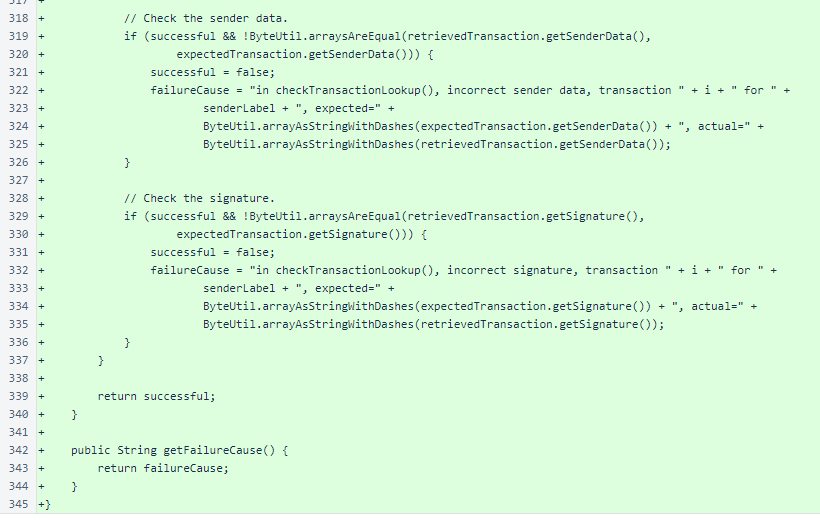 317 +
318 +             // Check the sender data.
319 +             if (successful && !ByteUtil.arraysAreEqual(retrievedTransaction.getSenderData(),
320 +                     expectedTransaction.getSenderData())) {
321 +                 successful = false;
322 +                 failureCause = "in checkTransactionLookup(), incorrect sender data, transaction " + i + " for " +
323 +                         senderLabel + ", expected=" +
324 +                         ByteUtil.arrayAsStringWithDashes(expectedTransaction.getSenderData()) + ", actual=" +
325 +                         ByteUtil.arrayAsStringWithDashes(retrievedTransaction.getSenderData());
326 +             }
327 +
328 +             // Check the signature.
329 +             if (successful && !ByteUtil.arraysAreEqual(retrievedTransaction.getSignature(),
330 +                     expectedTransaction.getSignature())) {
331 +                 successful = false;
332 +                 failureCause = "in checkTransactionLookup(), incorrect signature, transaction " + i + " for " +
333 +                         senderLabel + ", expected=" +
334 +                         ByteUtil.arrayAsStringWithDashes(expectedTransaction.getSignature()) + ", actual=" +
335 +                         ByteUtil.arrayAsStringWithDashes(retrievedTransaction.getSignature());
336 +             }
337 +         }
338 +
339 +         return successful;
340 +     }
341 +
342 +     public String getFailureCause() {
343 +         return failureCause;
344 +     }
345 +}